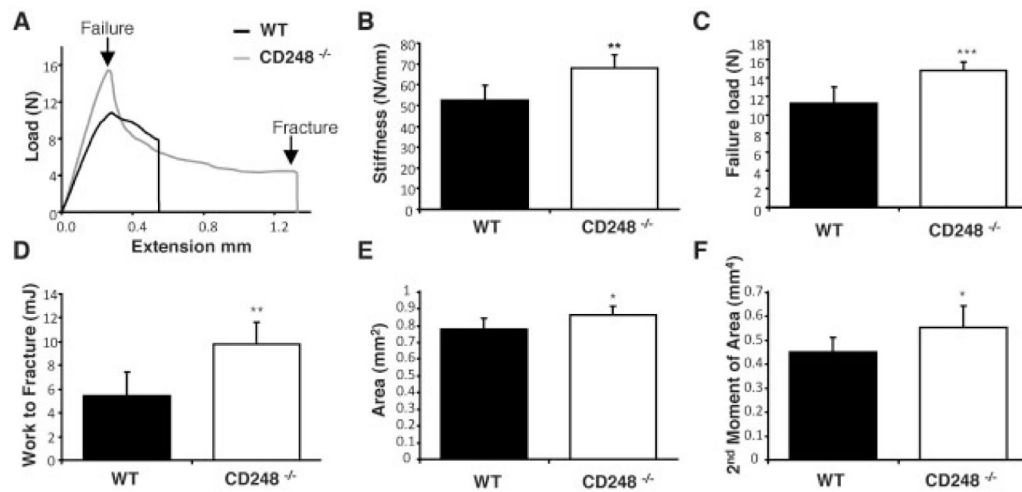 A
Failure
WT
CD248 -/-
Fracture
Load (N)
16
12
8
4
0
0.0 0.4 0.8 1.2
Extension mm
B
Stiffness (N/mm)
80
70
60
50
40
30
20
10
0
**
WT CD248 -/-
C
Failure load (N)
18
16
14
12
10
8
6
4
2
0
***
WT CD248 -/-
D
Work to Fracture (mJ)
14
12
10
8
6
4
2
0
**
WT CD248 -/-
E
Area (mm²)
1
0.9
0.8
0.7
0.6
0.5
0.4
0.3
0.2
0.1
0
*
WT CD248 -/-
F
2nd Moment of Area (mm⁴)
0.7
0.6
0.5
0.4
0.3
0.2
0.1
0
*
WT CD248 -/-